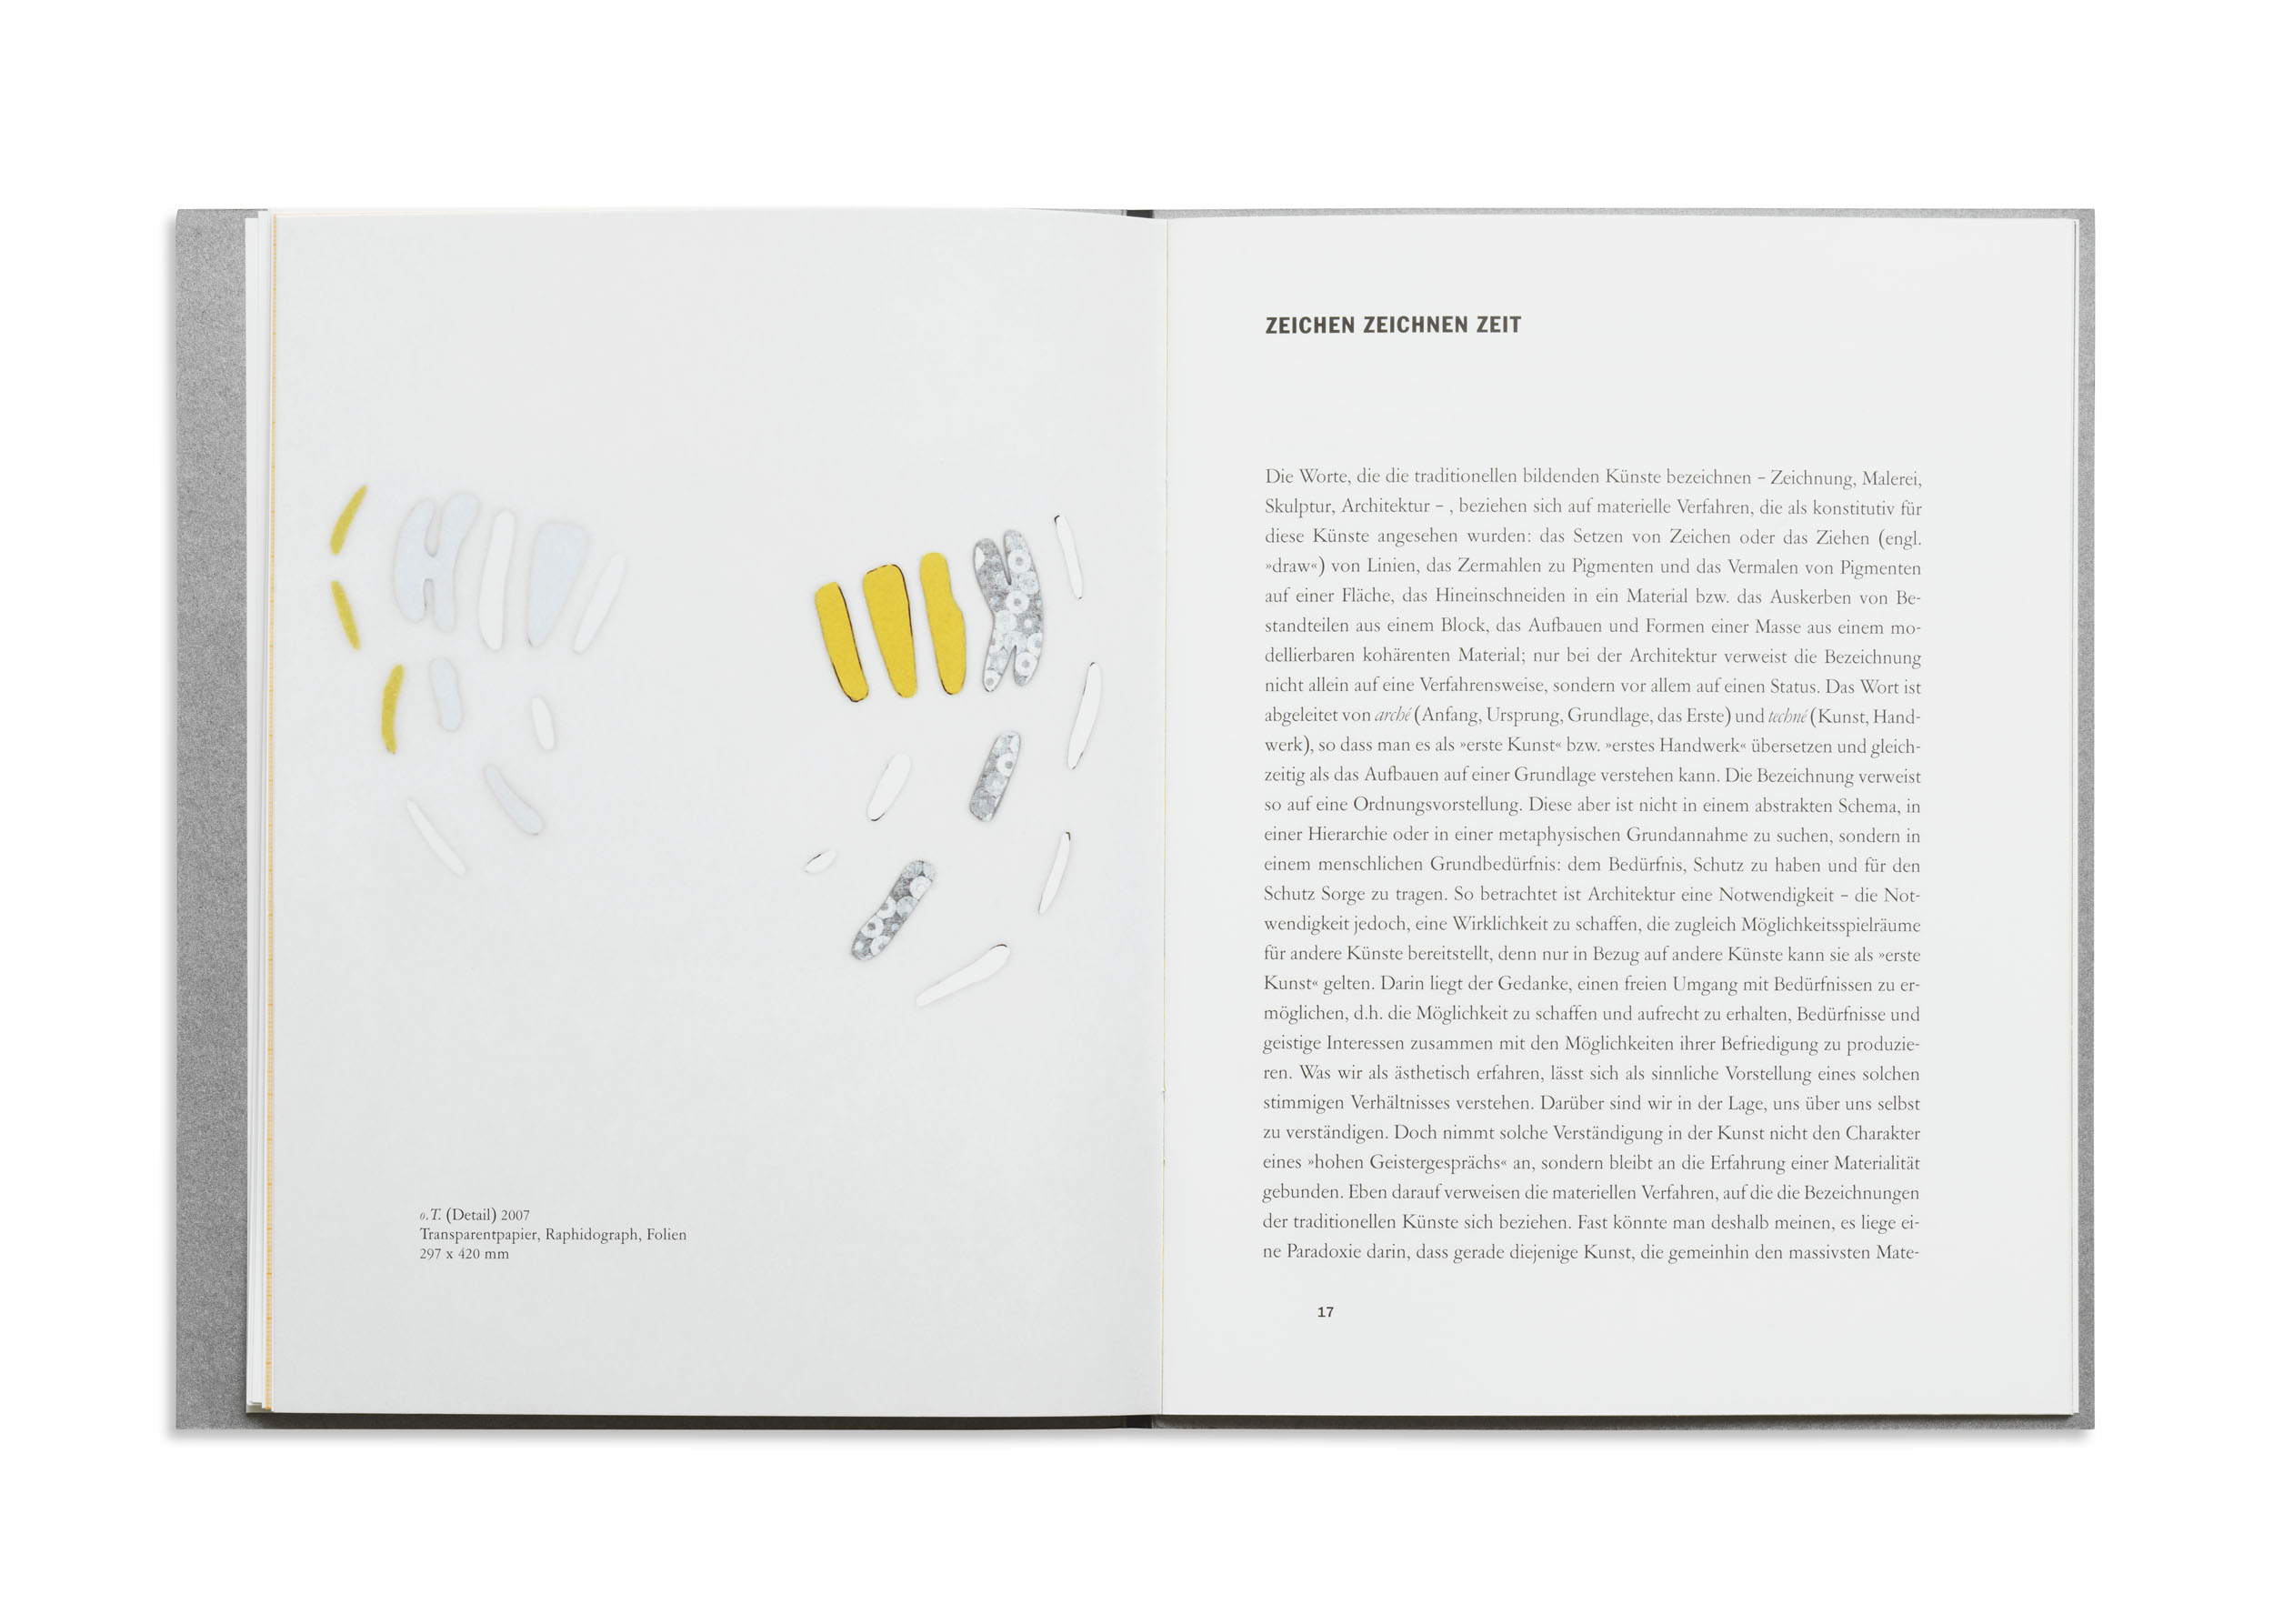 o.T. (Detail) 2007
Transparentpapier, Raphidograph, Folien
297 x 420 mm
ZEICHEN ZEICHNEN ZEIT
Die Worte, die die traditionellen bildenden Künste bezeichnen – Zeichnung, Malerei,
Skulptur, Architektur – , beziehen sich auf materielle Verfahren, die als konstitutiv für
diese Künste angesehen wurden: das Setzen von Zeichen oder das Ziehen (engl.
»draw«) von Linien, das Zermahlen zu Pigmenten und das Vermalen von Pigmenten
auf einer Fläche, das Hineinschneiden in ein Material bzw. das Auskerben von Be-
standteilen aus einem Block, das Aufbauen und Formen einer Masse aus einem mo-
dellierbaren kohärenten Material; nur bei der Architektur verweist die Bezeichnung
nicht allein auf eine Verfahrensweise, sondern vor allem auf einen Status. Das Wort ist
abgeleitet von arché (Anfang, Ursprung, Grundlage, das Erste) und techné (Kunst, Hand-
werk), so dass man es als »erste Kunst« bzw. »erstes Handwerk« übersetzen und gleich-
zeitig als das Aufbauen auf einer Grundlage verstehen kann. Die Bezeichnung verweist
so auf eine Ordnungsvorstellung. Diese aber ist nicht in einem abstrakten Schema, in
einer Hierarchie oder in einer metaphysischen Grundannahme zu suchen, sondern in
einem menschlichen Grundbedürfnis: dem Bedürfnis, Schutz zu haben und für den
Schutz Sorge zu tragen. So betrachtet ist Architektur eine Notwendigkeit – die Not-
wendigkeit jedoch, eine Wirklichkeit zu schaffen, die zugleich Möglichkeitsspielräume
für andere Künste bereitstellt, denn nur in Bezug auf andere Künste kann sie als »erste
Kunst« gelten. Darin liegt der Gedanke, einen freien Umgang mit Bedürfnissen zu er-
möglichen, d.h. die Möglichkeit zu schaffen und aufrecht zu erhalten, Bedürfnisse und
geistige Interessen zusammen mit den Möglichkeiten ihrer Befriedigung zu produzie-
ren. Was wir als ästhetisch erfahren, lässt sich als sinnliche Vorstellung eines solchen
stimmigen Verhältnisses verstehen. Darüber sind wir in der Lage, uns über uns selbst
zu verständigen. Doch nimmt solche Verständigung in der Kunst nicht den Charakter
eines »hohen Geistergesprächs« an, sondern bleibt an die Erfahrung einer Materialität
gebunden. Eben darauf verweisen die materiellen Verfahren, auf die die Bezeichnungen
der traditionellen Künste sich beziehen. Fast könnte man deshalb meinen, es liege ei-
ne Paradoxie darin, dass gerade diejenige Kunst, die gemeinhin den massivsten Mate-
17